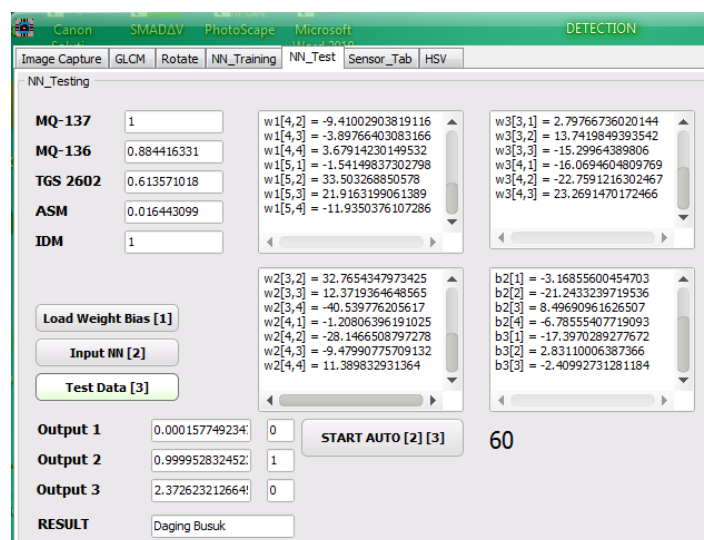 Canon SMADΔV PhotoScape Microsoft DETECTION
Image Capture GLCM Rotate NN_Training NN_Test Sensor_Tab HSV
NN_Testing
MQ-137 1
MQ-136 0.884416331
TGS 2602 0.613571018
ASM 0.016443099
IDM 1
w1[4,2] = -9.41002903819116
w1[4,3] = -3.89766403083166
w1[4,4] = 3.67914230149532
w1[5,1] = -1.54149837302798
w1[5,2] = 33.503268850578
w1[5,3] = 21.9163199061389
w1[5,4] = -11.9350376107286
w3[3,1] = 2.79766736020144
w3[3,2] = 13.7419849393542
w3[3,3] = -15.29964389806
w3[4,1] = -16.0694604809769
w3[4,2] = -22.7591216302467
w3[4,3] = 23.2691470172466
w2[3,2] = 32.7654347973425
w2[3,3] = 12.3719364648565
w2[3,4] = -40.539776205617
w2[4,1] = -1.20806396191025
w2[4,2] = -28.1466508797278
w2[4,3] = -9.47990775709132
w2[4,4] = 11.389832931364
b2[1] = -3.16855600454703
b2[2] = -21.2433239719536
b2[3] = 8.49690961626507
b2[4] = -6.78555407719093
b3[1] = -17.3970289277672
b3[2] = 2.83110006387366
b3[3] = -2.40992731281184
Load Weight Bias [1]
Input NN [2]
Test Data [3]
Output 1 0.000157749234 0
Output 2 0.999952832452 1
Output 3 2.372623212664 0
START AUTO [2] [3]
60
RESULT Daging Busuk